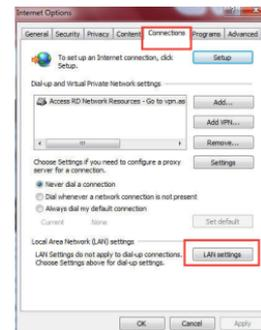 Internet Options
General Security Privacy Content Connections Programs Advanced
To set up an Internet connection, click
Setup.
Setup
Dial-up and Virtual Private Network settings
Access RD Network Resources - Go to vpn.as
Add...
Add VPN...
Remove...
Choose Settings if you need to configure a proxy
server for a connection.
Settings
Never dial a connection
Dial whenever a network connection is not present
Always dial my default connection
Current None
Set default
Local Area Network (LAN) settings
LAN Settings do not apply to dial-up connections.
Choose Settings above for dial-up settings.
LAN settings
OK Cancel Apply